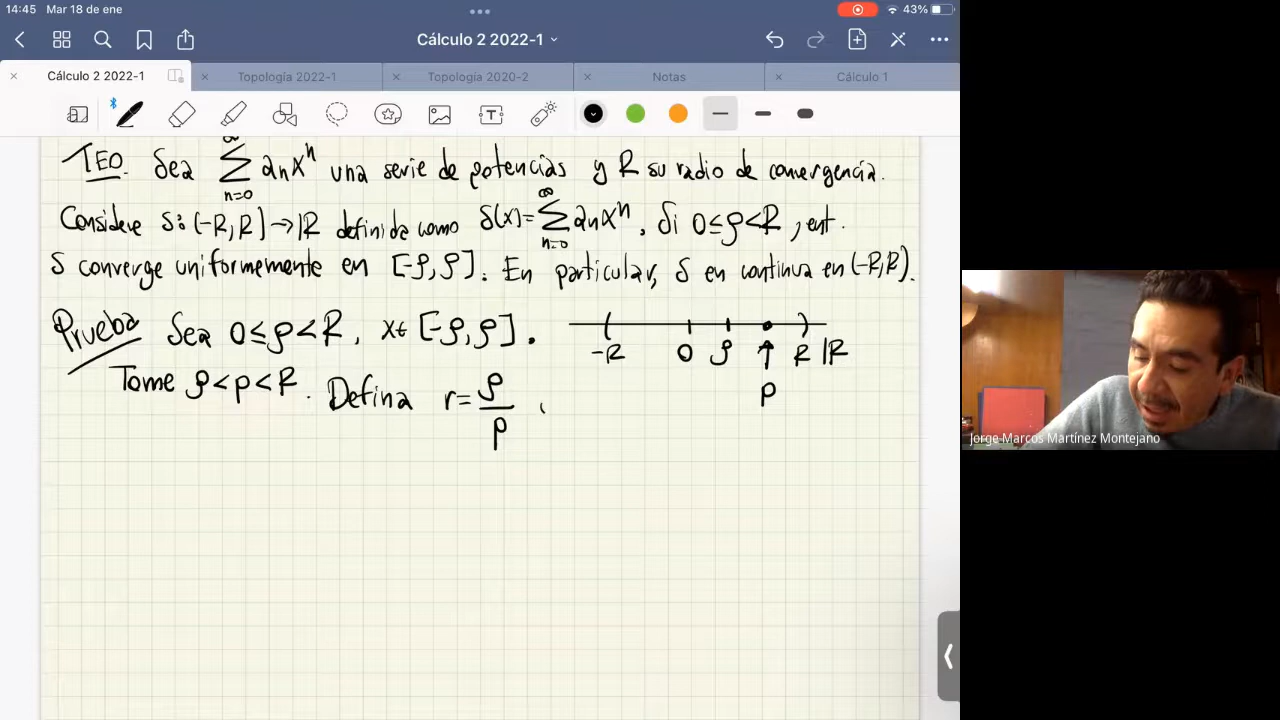 14:45 Mar 18 de ene 43%
Cálculo 2 2022-1
Cálculo 2 2022-1 Topología 2022-1 Topología 2020-2 Notas Cálculo 1
TEO. Sea ∑_{n=0}^{∞} aₙxⁿ una serie de potencias y R su radio de convergencia.
Considere S:(-R,R)→ℝ definida como S(x)=∑_{n=0}^{∞} aₙxⁿ. Si 0≤ρ<R, ent.
S converge uniformemente en [-ρ,ρ]. En particular, S en continua en (-R,R).
Prueba Sea 0≤ρ<R, x∈[-ρ,ρ].
-R 0 ρ R ℝ
p
Tome ρ<p<R. Defina r=ρ/p
Jorge Marcos Martínez Montejano